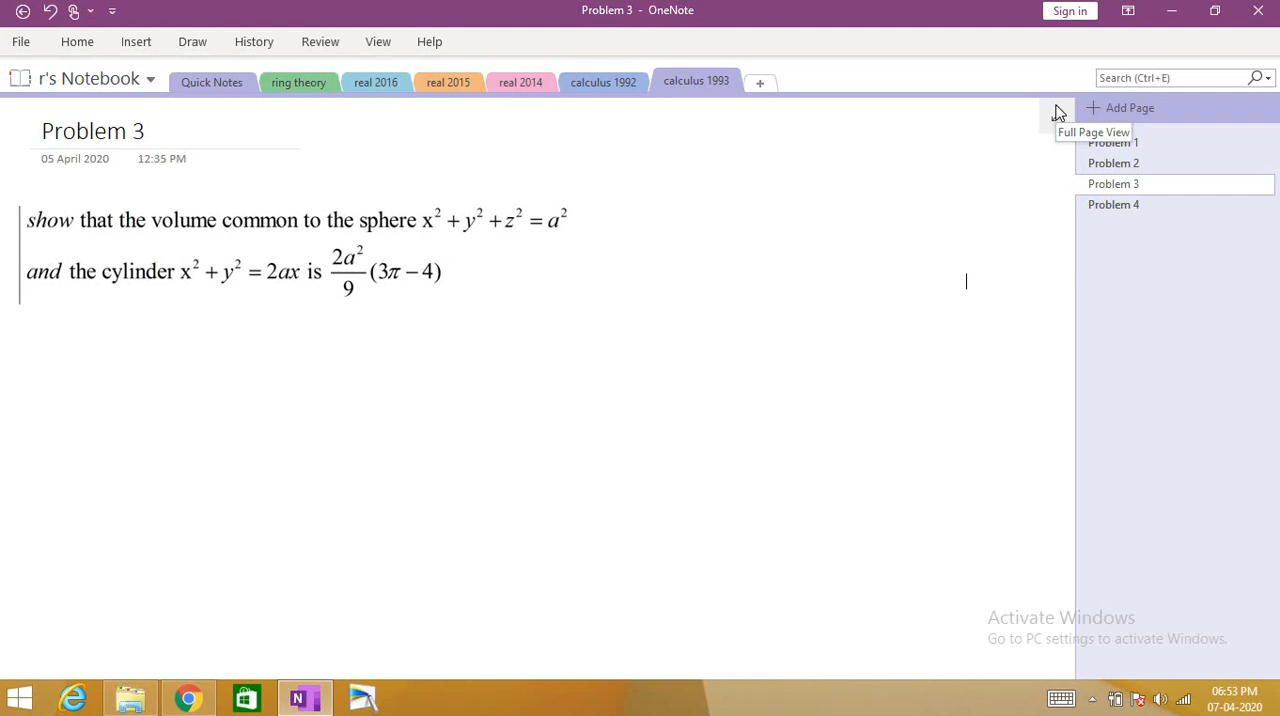 Problem 3 - OneNote
Sign in
File Home Insert Draw History Review View Help
r's Notebook
Quick Notes ring theory real 2016 real 2015 real 2014 calculus 1992 calculus 1993
Search (Ctrl+E)
Add Page
Full Page View
Problem 1
Problem 2
Problem 3
Problem 4
Problem 3
05 April 2020 12:35 PM
show that the volume common to the sphere x² + y² + z² = a²
and the cylinder x² + y² = 2ax is 2a²/9 (3π − 4)
Activate Windows
Go to PC settings to activate Windows.
06:53 PM
07-04-2020